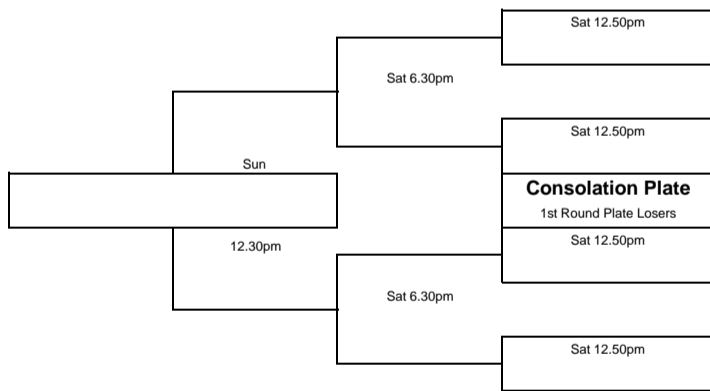 Sat 12.50pm
Sat 6.30pm
Sat 12.50pm
Sun
Consolation Plate
1st Round Plate Losers
12.30pm
Sat 12.50pm
Sat 6.30pm
Sat 12.50pm